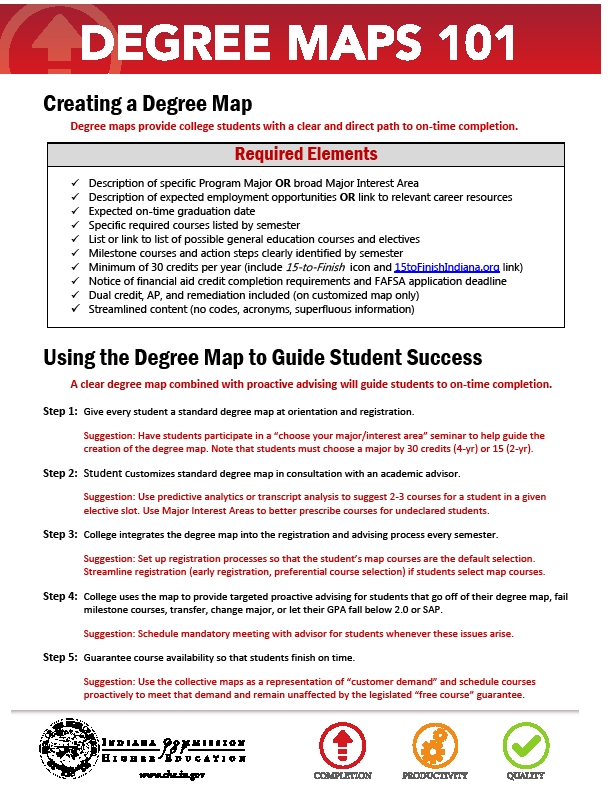 DEGREE MAPS 101
Creating a Degree Map
Degree maps provide college students with a clear and direct path to on-time completion.
Required Elements
✓ Description of specific Program Major OR broad Major Interest Area
✓ Description of expected employment opportunities OR link to relevant career resources
✓ Expected on-time graduation date
✓ Specific required courses listed by semester
✓ List or link to list of possible general education courses and electives
✓ Milestone courses and action steps clearly identified by semester
✓ Minimum of 30 credits per year (include 15-to-Finish icon and 15toFinishIndiana.org link)
✓ Notice of financial aid credit completion requirements and FAFSA application deadline
✓ Dual credit, AP, and remediation included (on customized map only)
✓ Streamlined content (no codes, acronyms, superfluous information)
Using the Degree Map to Guide Student Success
A clear degree map combined with proactive advising will guide students to on-time completion.
Step 1: Give every student a standard degree map at orientation and registration.
Suggestion: Have students participate in a “choose your major/interest area” seminar to help guide the
creation of the degree map. Note that students must choose a major by 30 credits (4-yr) or 15 (2-yr).
Step 2: Student customizes standard degree map in consultation with an academic advisor.
Suggestion: Use predictive analytics or transcript analysis to suggest 2-3 courses for a student in a given
elective slot. Use Major Interest Areas to better prescribe courses for undeclared students.
Step 3: College integrates the degree map into the registration and advising process every semester.
Suggestion: Set up registration processes so that the student’s map courses are the default selection.
Streamline registration (early registration, preferential course selection) if students select map courses.
Step 4: College uses the map to provide targeted proactive advising for students that go off of their degree map, fail
milestone courses, transfer, change major, or let their GPA fall below 2.0 or SAP.
Suggestion: Schedule mandatory meeting with advisor for students whenever these issues arise.
Step 5: Guarantee course availability so that students finish on time.
Suggestion: Use the collective maps as a representation of “customer demand” and schedule courses
proactively to meet that demand and remain unaffected by the legislated “free course” guarantee.
INDIANA COMMISSION
for
HIGHER EDUCATION
www.che.in.gov
COMPLETION
PRODUCTIVITY
QUALITY